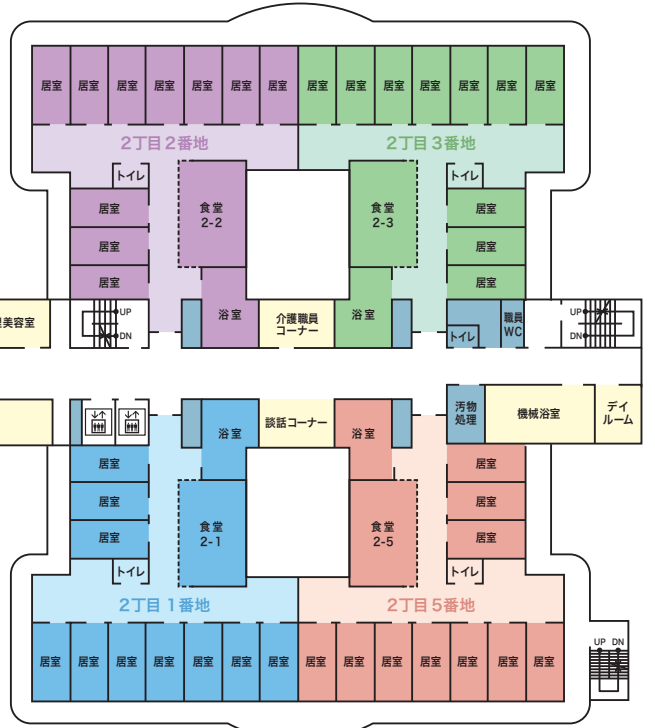 居室 居室 居室 居室 居室 居室 居室 居室 居室 居室 居室 居室 居室 居室
2丁目2番地 2丁目3番地
トイレ トイレ
食堂
2-2
食堂
2-3
居室 居室
居室 居室
居室 居室
理美容室
UP
DN
浴室
介護職員
コーナー
浴室
トイレ
職員
WC
UP
DN
浴室
談話コーナー
浴室
汚物
処理
機械浴室
デイ
ルーム
居室 居室
居室 居室
居室 居室
食堂
2-1
食堂
2-5
トイレ トイレ
2丁目1番地 2丁目5番地
居室 居室 居室 居室 居室 居室 居室 居室 居室 居室 居室 居室 居室 居室
UP DN